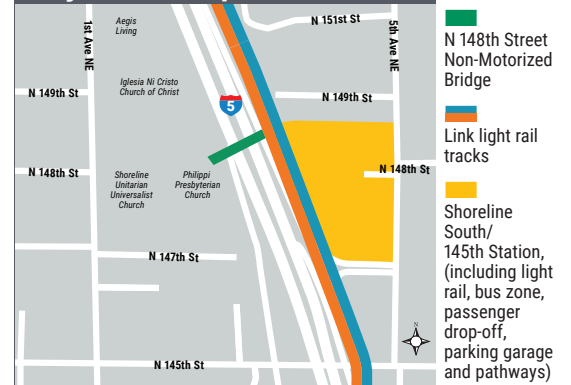 Aegis
Living
N 151st St
1st Ave NE
5th Ave NE
Iglesia Ni Cristo
Church of Christ
N 149th St
N 149th St
5
N 148th St
N 148th St
Shoreline
Unitarian
Universalist
Church
Philippi
Presbyterian
Church
N 147th St
N
N 145th St
N 148th Street
Non-Motorized
Bridge
Link light rail
tracks
Shoreline
South/
145th Station,
(including light
rail, bus zone,
passenger
drop-off,
parking garage
and pathways)